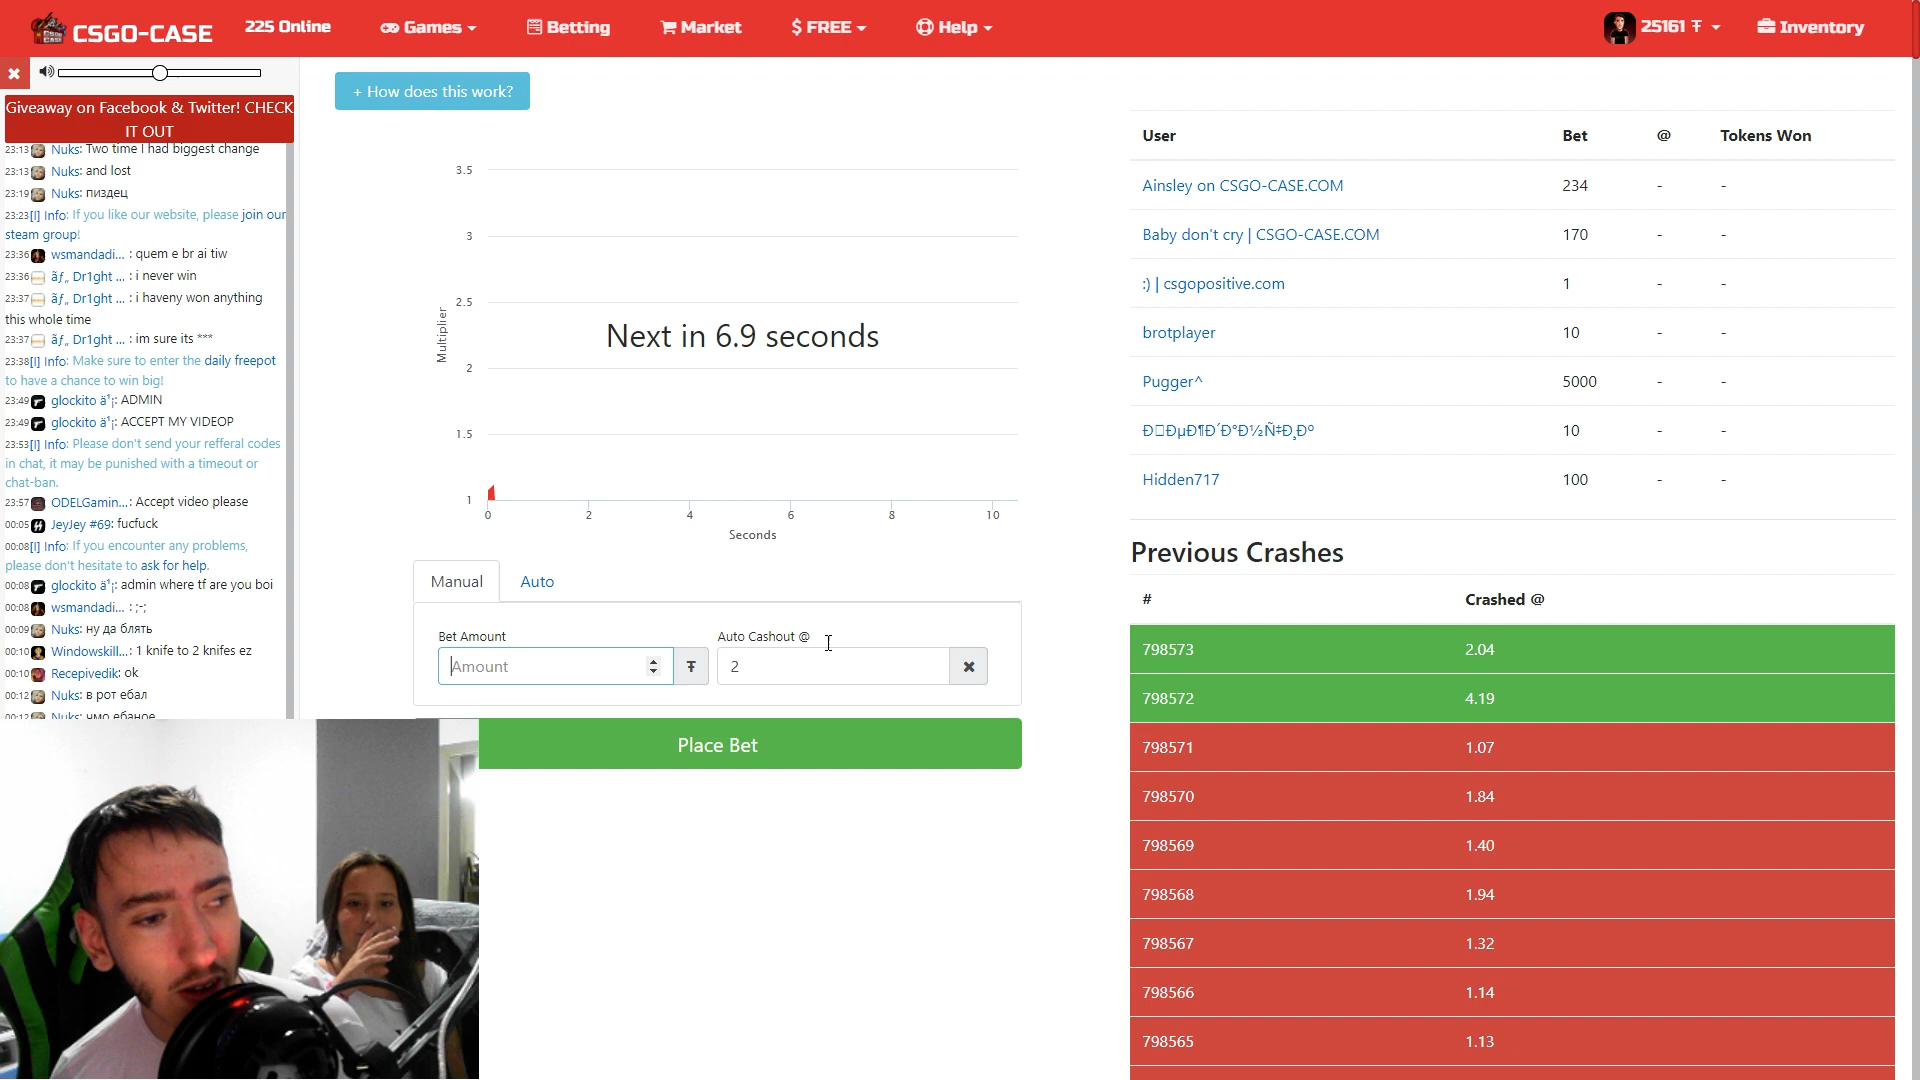 CSGO-CASE
225 Online
Games
Betting
Market
$ FREE
Help
25161 Ŧ
Inventory
Giveaway on Facebook & Twitter! CHECK
IT OUT
23:13 Nuks: Two time I had biggest change
23:13 Nuks: and lost
23:19 Nuks: пиздец
23:23[I] Info: If you like our website, please join our
steam group!
23:36 wsmandadi... : quem e br ai tiw
23:36 ãƒ„ Dr1ght ... : i never win
23:37 ãƒ„ Dr1ght ... : i haveny won anything
this whole time
23:37 ãƒ„ Dr1ght ... : im sure its ***
23:38[I] Info: Make sure to enter the daily freepot
to have a chance to win big!
23:49 glockito ä¹¡: ADMIN
23:49 glockito ä¹¡: ACCEPT MY VIDEOP
23:53[I] Info: Please don't send your refferal codes
in chat, it may be punished with a timeout or
chat-ban.
23:57 ODELGamin...: Accept video please
00:05 JeyJey #69: fucfuck
00:08[I] Info: If you encounter any problems,
please don't hesitate to ask for help.
00:08 glockito ä¹¡: admin where tf are you boi
00:08 wsmandadi... : ;-;
00:09 Nuks: ну да блять
00:10 Windowskill...: 1 knife to 2 knifes ez
00:10 Recepivedik: ok
00:12 Nuks: в рот ебал
00:12 Nuks: чмо ебаное
+ How does this work?
Multiplier
3.5
3
2.5
2
1.5
1
Next in 6.9 seconds
0 2 4 6 8 10
Seconds
Manual
Auto
Bet Amount
Auto Cashout @
Amount
Ŧ
2
Place Bet
User Bet @ Tokens Won
Ainsley on CSGO-CASE.COM 234 - -
Baby don't cry | CSGO-CASE.COM 170 - -
:) | csgopositive.com 1 - -
brotplayer 10 - -
Pugger^ 5000 - -
10 - -
Hidden717 100 - -
Previous Crashes
# Crashed @
798573 2.04
798572 4.19
798571 1.07
798570 1.84
798569 1.40
798568 1.94
798567 1.32
798566 1.14
798565 1.13